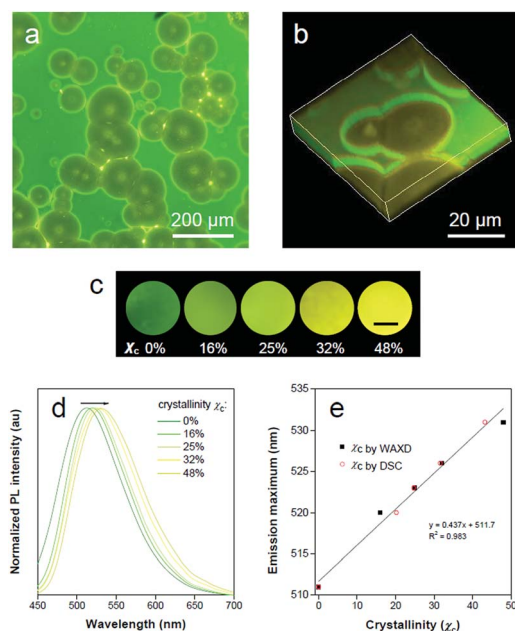 a
200 µm
b
20 µm
c
χc 0% 16% 25% 32% 48%
d
crystallinity χc:
0%
16%
25%
32%
48%
Normalized PL intensity (au)
450 500 550 600 650 700
Wavelength (nm)
e
535
530
525
520
515
510
χc by WAXD
χc by DSC
y = 0.437x + 511.7
R² = 0.983
Emission maximum (nm)
0 10 20 30 40 50
Crystallinity (χc)